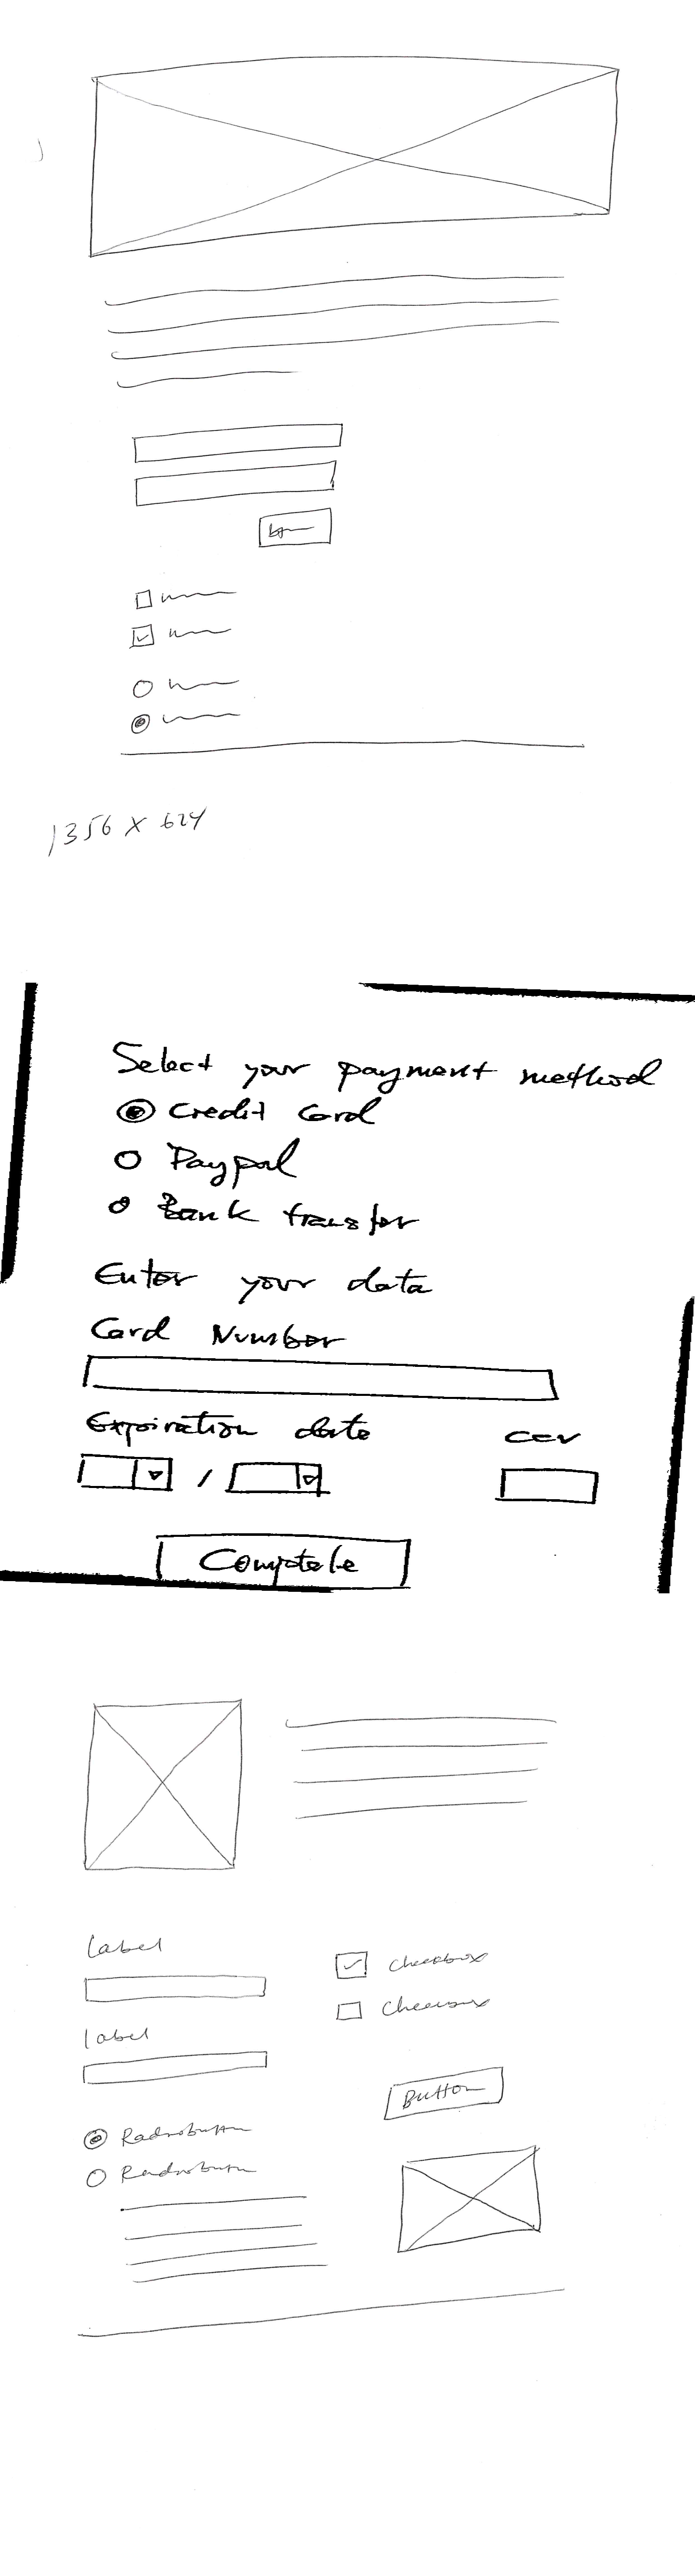 1356 X 624
Select your payment method
Credit Card
Paypal
Bank transfer
Enter your data
Card Number
Expiration date CCV
/
Complete
Label
Checkbox
Checkbox
label
Button
Radiobutton
Radiobutton